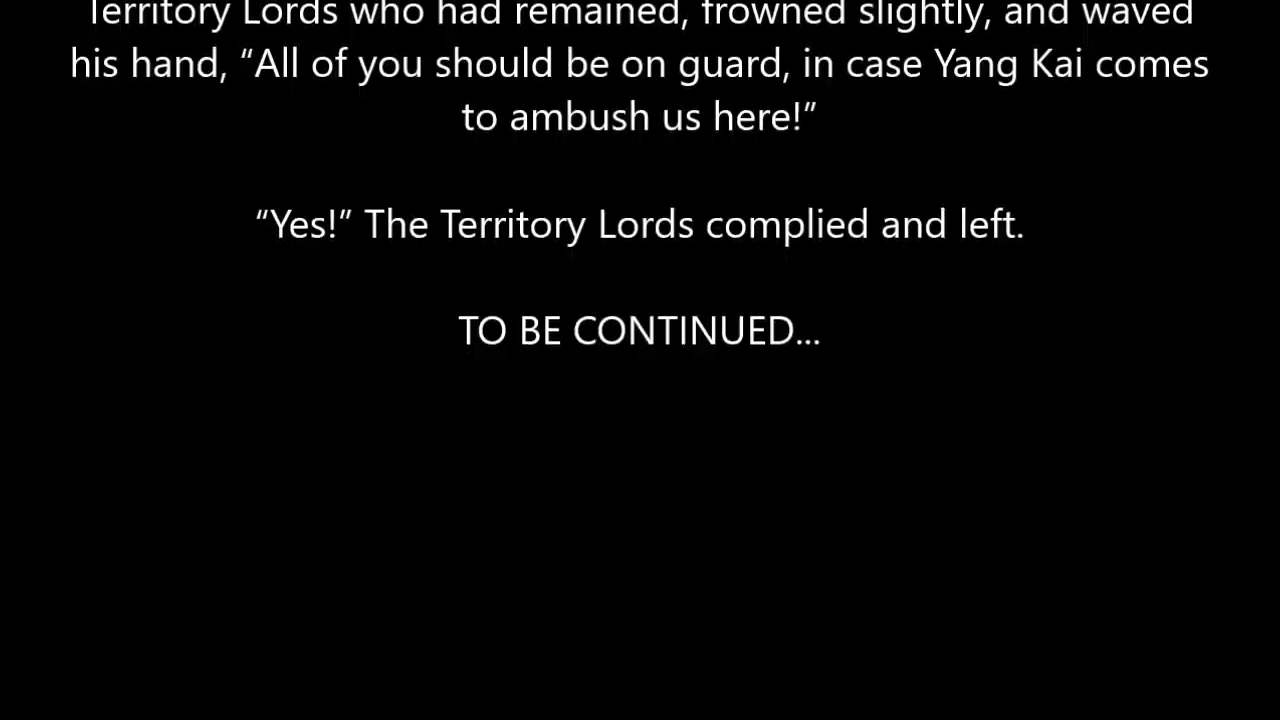 Territory Lords who had remained, frowned slightly, and waved
his hand, “All of you should be on guard, in case Yang Kai comes
to ambush us here!”
“Yes!” The Territory Lords complied and left.
TO BE CONTINUED...